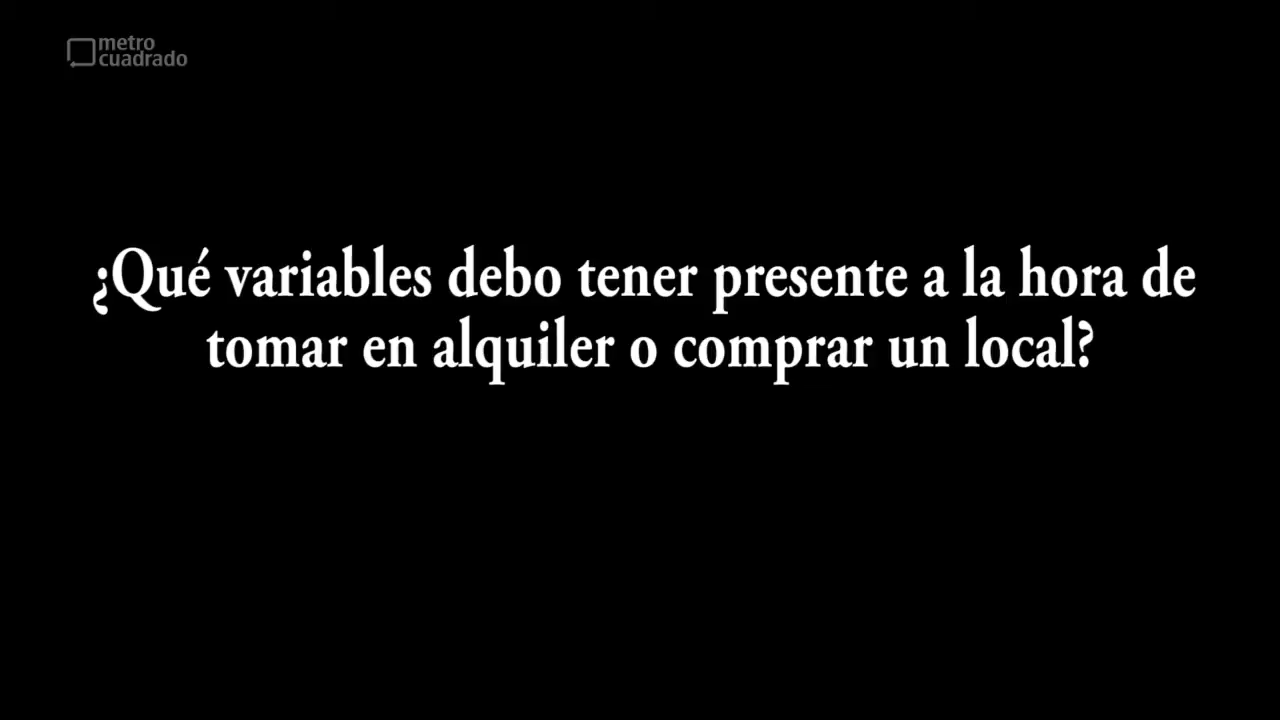 metro
cuadrado
¿Qué variables debo tener presente a la hora de
tomar en alquiler o comprar un local?